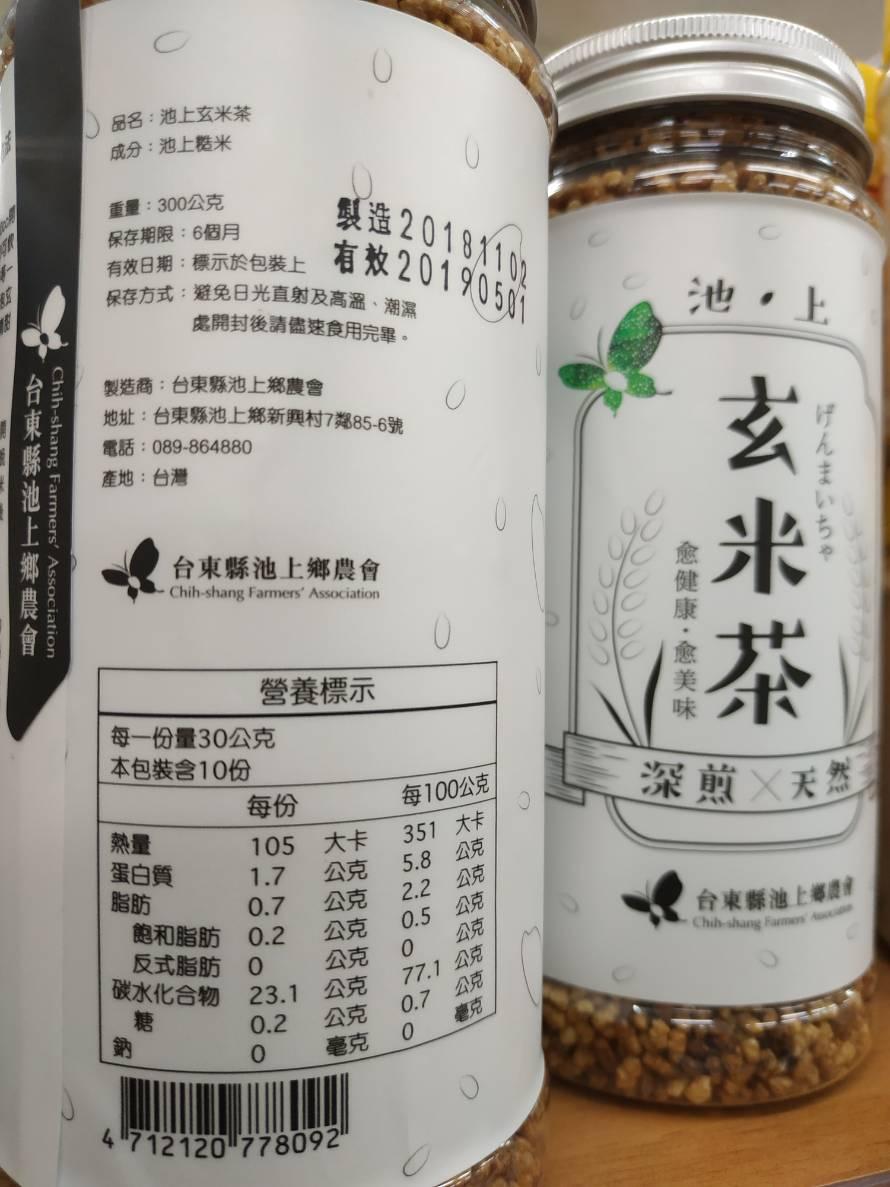 品名：池上玄米茶
成分：池上糙米
重量：300公克
保存期限：6個月
有效日期：標示於包裝上
保存方式：避免日光直射及高溫、潮濕
處開封後請儘速食用完畢。
製造20181102
有效20190501
製造商：台東縣池上鄉農會
地址：台東縣池上鄉新興村7鄰85-6號
電話：089-864880
產地：台灣
台東縣池上鄉農會
Chih-shang Farmers' Association
營養標示
每一份量30公克
本包裝含10份
每份 每100公克
熱量 105 大卡 351 大卡
蛋白質 1.7 公克 5.8 公克
脂肪 0.7 公克 2.2 公克
飽和脂肪 0.2 公克 0.5 公克
反式脂肪 0 公克 0 公克
碳水化合物 23.1 公克 77.1 公克
糖 0.2 公克 0.7 公克
鈉 0 毫克 0 毫克
4 712120 778092
台東縣池上鄉農會
Chih-shang Farmers' Association
池・上
玄米茶
げんまいちゃ
愈健康・愈美味
深煎×天然
台東縣池上鄉農會
Chih-shang Farmers' Association